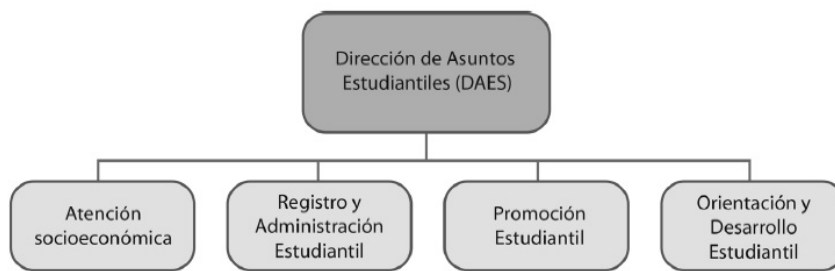 Dirección de Asuntos
Estudiantiles (DAES)
Atención
socioeconómica
Registro y
Administración
Estudiantil
Promoción
Estudiantil
Orientación y
Desarrollo
Estudiantil